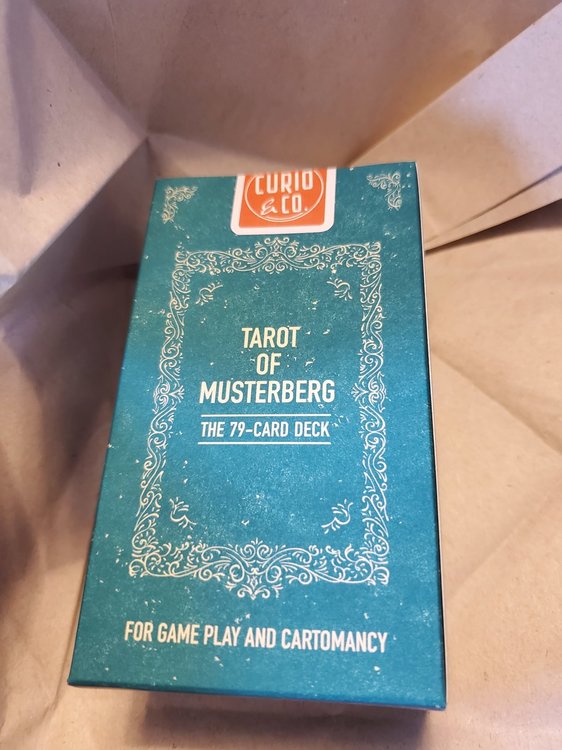 CURIO
& CO.
TAROT
OF
MUSTERBERG
THE 79-CARD DECK
FOR GAME PLAY AND CARTOMANCY